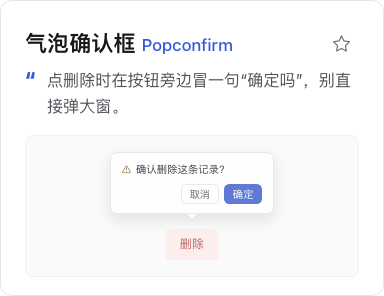 气泡确认框 Popconfirm
“ 点删除时在按钮旁边冒一句“确定吗”，别直
接弹大窗。
确认删除这条记录?
取消 确定
删除